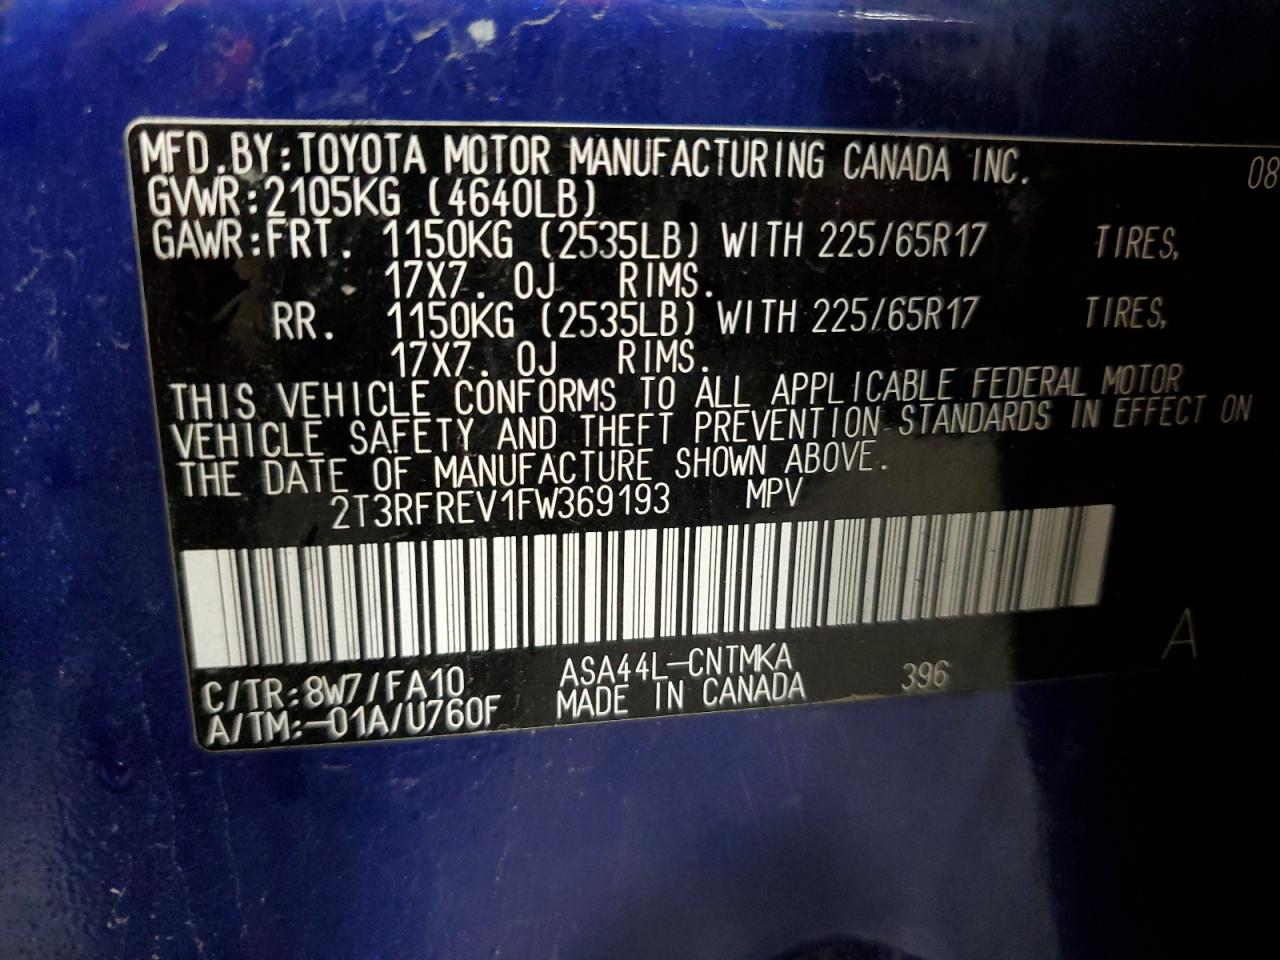 MFD.BY:TOYOTA MOTOR MANUFACTURING CANADA INC. 08
GVWR:2105KG (4640LB)
GAWR:FRT. 1150KG (2535LB) WITH 225/65R17 TIRES,
17X7. 0J RIMS.
RR. 1150KG (2535LB) WITH 225/65R17 TIRES,
17X7. 0J RIMS.
THIS VEHICLE CONFORMS TO ALL APPLICABLE FEDERAL MOTOR
VEHICLE SAFETY AND THEFT PREVENTION STANDARDS IN EFFECT ON
THE DATE OF MANUFACTURE SHOWN ABOVE.
2T3RFREV1FW369193 MPV
C/TR:8W7/FA10 ASA44L-CNTMKA 396 A
A/TM:-01A/U760F MADE IN CANADA